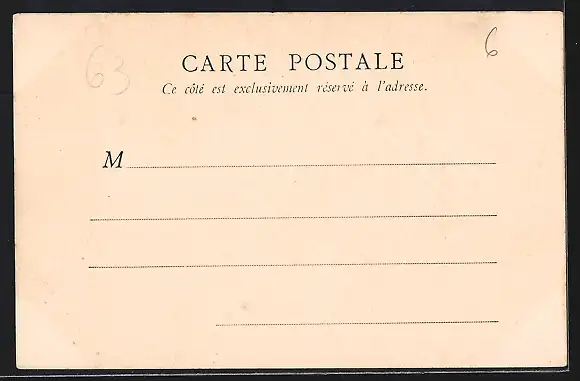 63
6
CARTE POSTALE
Ce côté est exclusivement réservé à l'adresse.
M